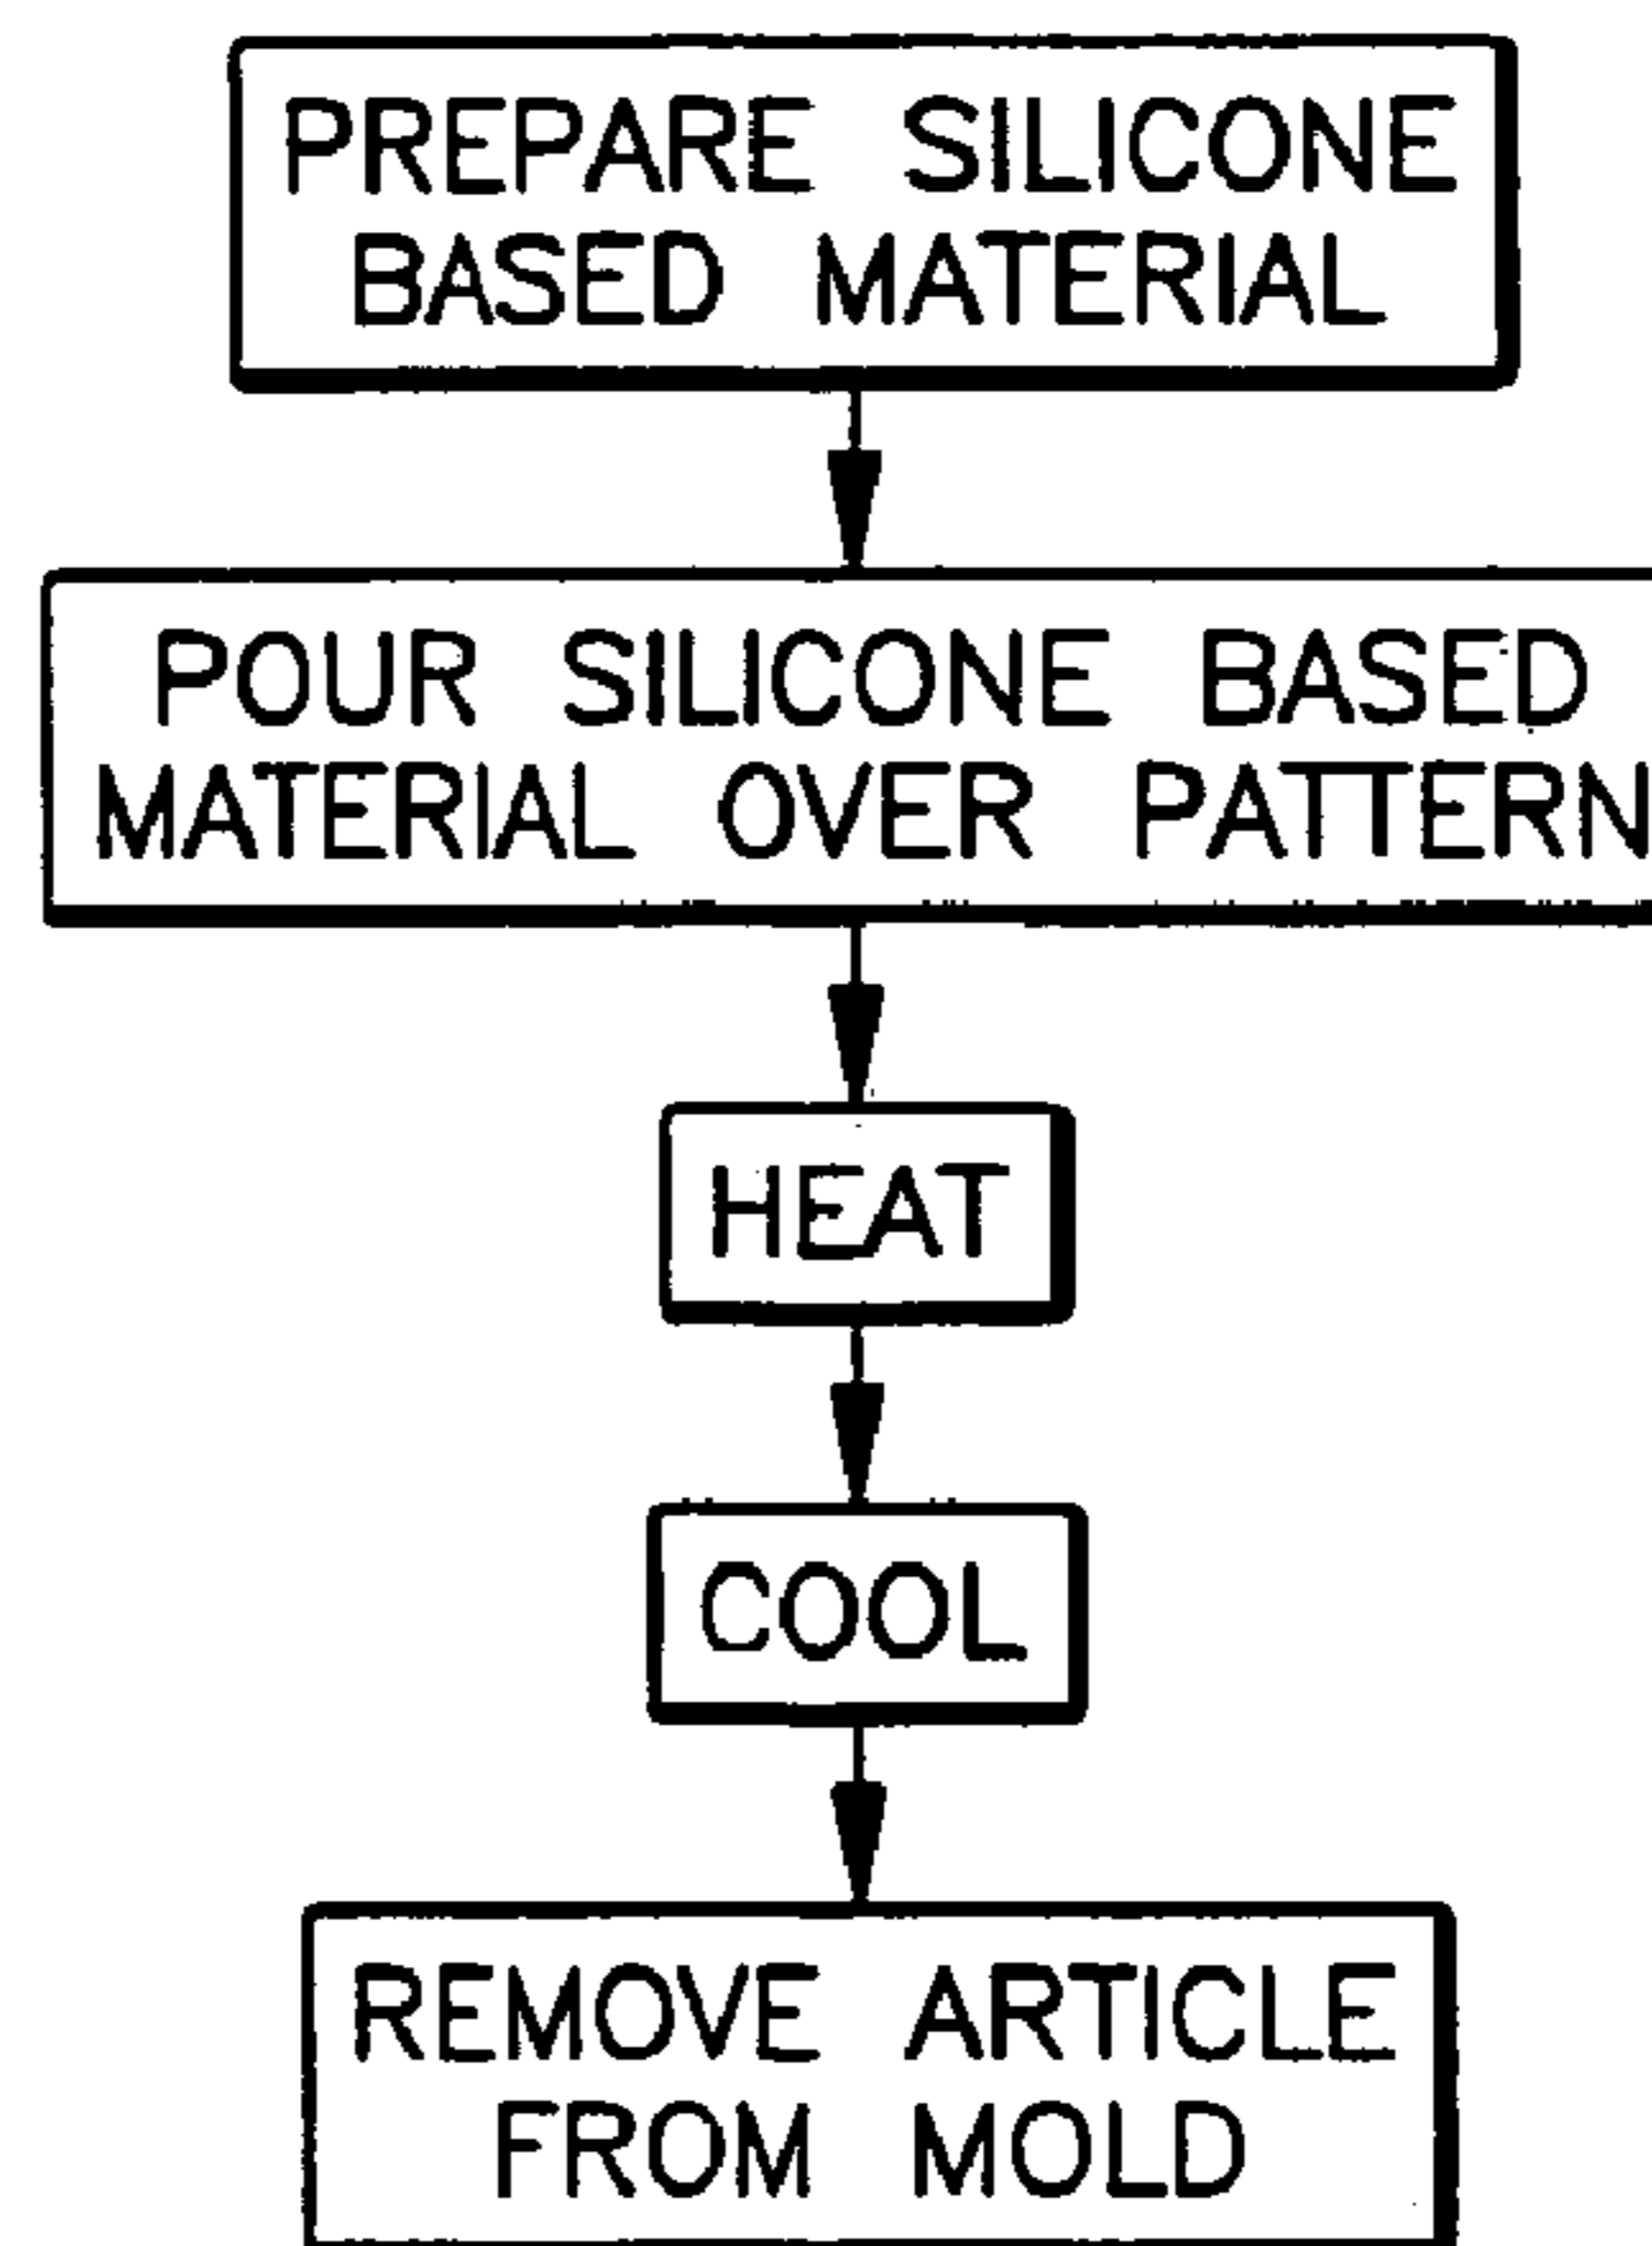 PREPARE SILICONE
BASED MATERIAL
POUR SILICONE BASED
MATERIAL OVER PATTERN
HEAT
COOL
REMOVE ARTICLE
FROM MOLD